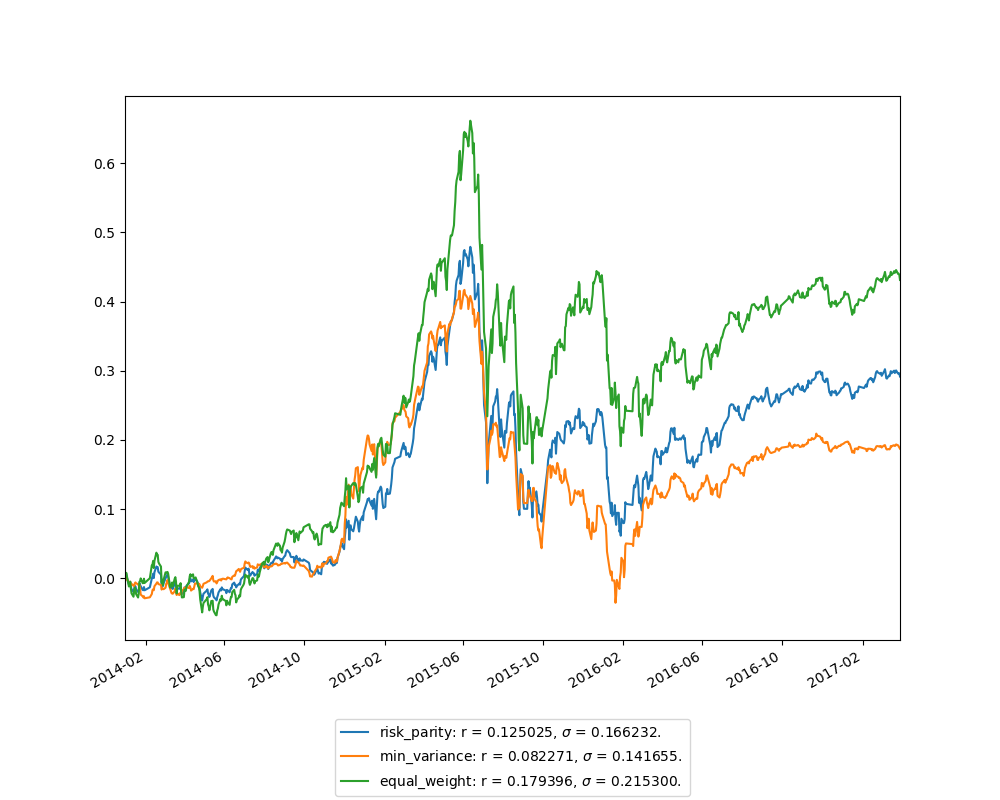 0.6
0.5
0.4
0.3
0.2
0.1
0.0
2014-02 2014-06 2014-10 2015-02 2015-06 2015-10 2016-02 2016-06 2016-10 2017-02
risk_parity: r = 0.125025, σ = 0.166232.
min_variance: r = 0.082271, σ = 0.141655.
equal_weight: r = 0.179396, σ = 0.215300.